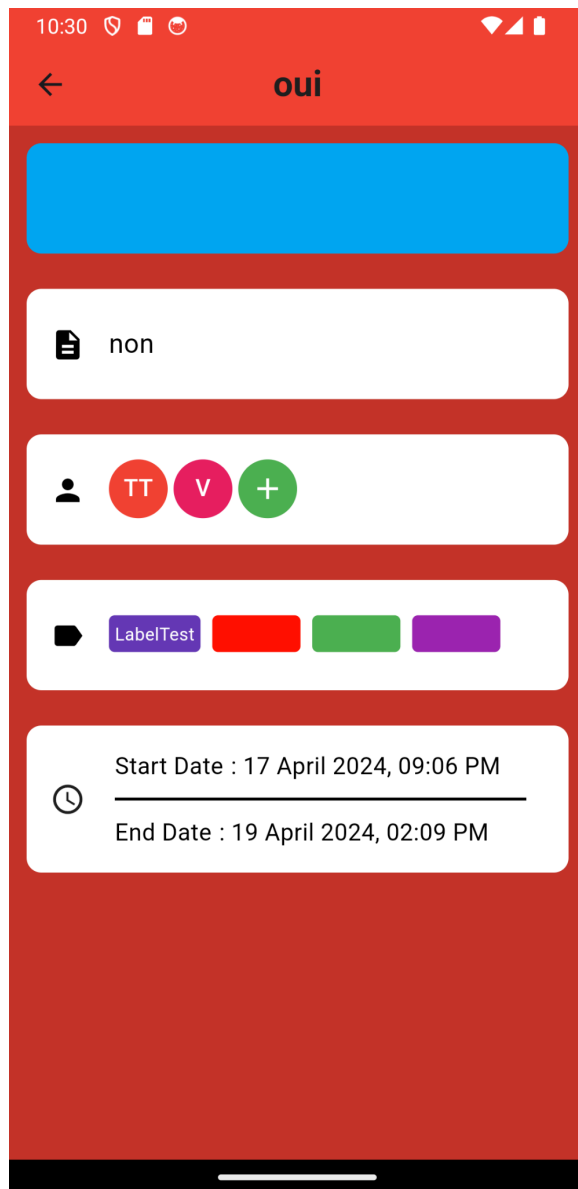 10:30
oui
non
TT V +
LabelTest
Start Date : 17 April 2024, 09:06 PM
End Date : 19 April 2024, 02:09 PM